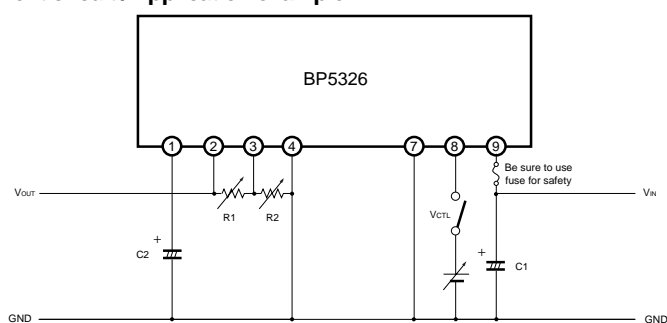 BP5326
1 2 3 4 7 8 9
Be sure to use
fuse for safety
VOUT
VIN
R1 R2
VCTL
+
C2
+
C1
GND
GND